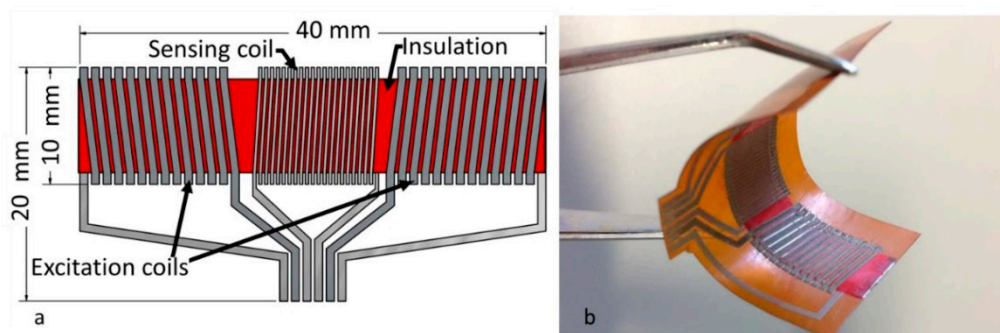 40 mm
Sensing coil
Insulation
20 mm
10 mm
Excitation coils
a
b